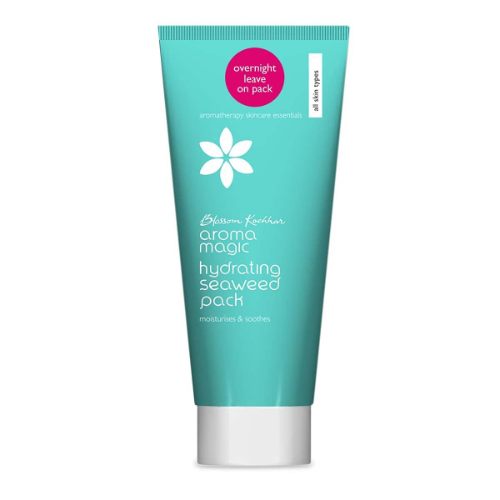 overnight
leave
on pack
all skin types
aromatherapy skincare essentials
Blossom Kochhar
aroma
magic
hydrating
seaweed
pack
moisturises & soothes